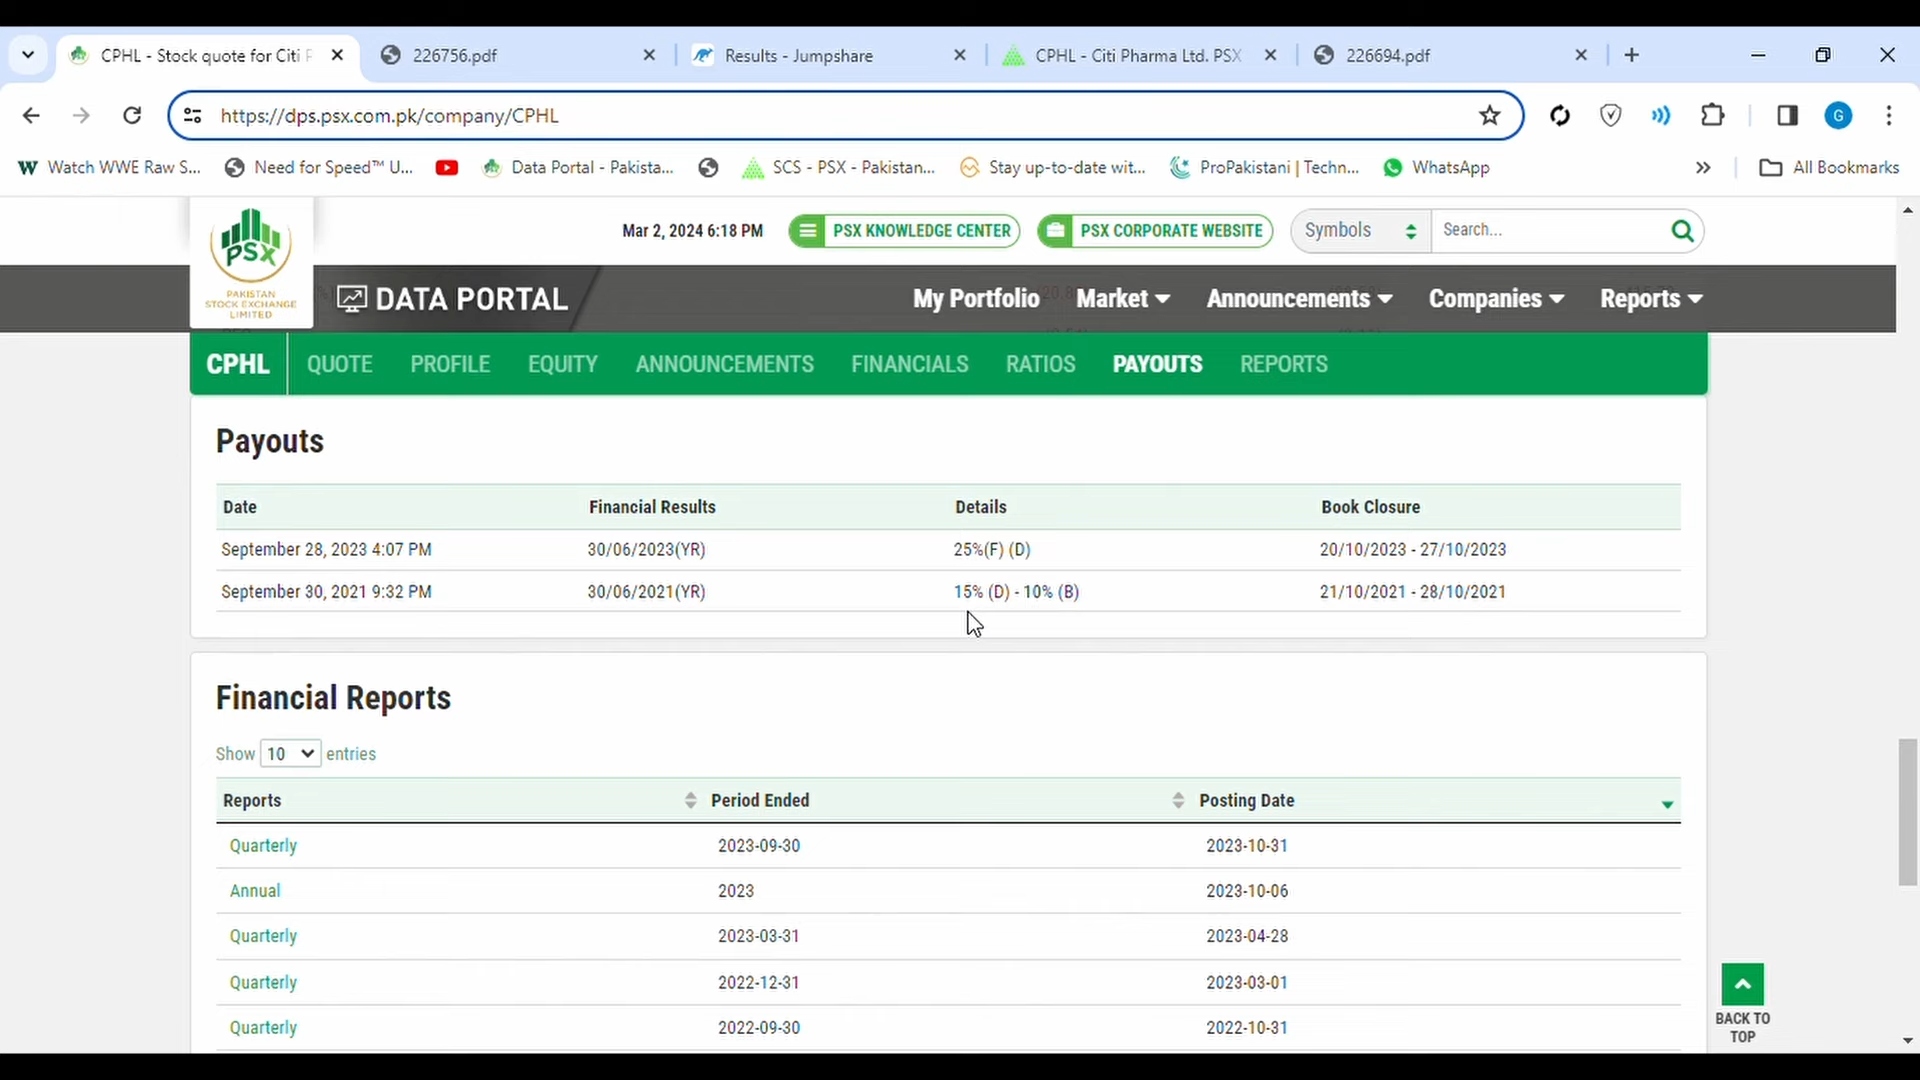 CPHL - Stock quote for Citi P
226756.pdf
Results - Jumpshare
CPHL - Citi Pharma Ltd. PSX
226694.pdf
https://dps.psx.com.pk/company/CPHL
G
Watch WWE Raw S...
Need for Speed™ U...
Data Portal - Pakista...
SCS - PSX - Pakistan...
Stay up-to-date wit...
ProPakistani | Techn...
WhatsApp
All Bookmarks
PSX
PAKISTAN
STOCK EXCHANGE
LIMITED
Mar 2, 2024 6:18 PM
PSX KNOWLEDGE CENTER
PSX CORPORATE WEBSITE
Symbols
Search...
DATA PORTAL
My Portfolio
Market
Announcements
Companies
Reports
CPHL
QUOTE
PROFILE
EQUITY
ANNOUNCEMENTS
FINANCIALS
RATIOS
PAYOUTS
REPORTS
Payouts
Date Financial Results Details Book Closure
September 28, 2023 4:07 PM 30/06/2023(YR) 25%(F) (D) 20/10/2023 - 27/10/2023
September 30, 2021 9:32 PM 30/06/2021(YR) 15% (D) - 10% (B) 21/10/2021 - 28/10/2021
Financial Reports
Show 10 entries
Reports Period Ended Posting Date
Quarterly 2023-09-30 2023-10-31
Annual 2023 2023-10-06
Quarterly 2023-03-31 2023-04-28
Quarterly 2022-12-31 2023-03-01
Quarterly 2022-09-30 2022-10-31
BACK TO
TOP